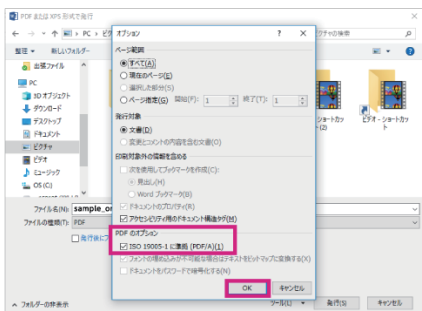 PDF または XPS 形式で発行
オプション
? ×
PC > ピク
クチャの検索
整理 ▼ 新しいフォルダー
出張ファイル
PC
3D オブジェクト
ダウンロード
デスクトップ
ドキュメント
ピクチャ
ビデオ
ミュージック
OS (C:)
ページ範囲
すべて(A)
現在のページ(E)
選択した部分(S)
ページ指定(G) 開始(F): 1 終了(T): 1
発行対象
文書(D)
変更とコメントの内容を含む文書(O)
印刷対象外の情報を含める
次を使用してブックマークを作成(C):
見出し(H)
Word ブックマーク(B)
ドキュメントのプロパティ(R)
アクセシビリティ用のドキュメント構造タグ(M)
PDF のオプション
ISO 19005-1 に準拠 (PDF/A)(1)
フォントの埋め込みが不可能な場合はテキストをビットマップに変換する(X)
ドキュメントをパスワードで暗号化する(N)
OK キャンセル
ビデオ - ショートカット
ファイル名(N): sample_or
ファイルの種類(T): PDF
発行後にフ
フォルダーの非表示
ツール(L) ▼ 発行(S) キャンセル